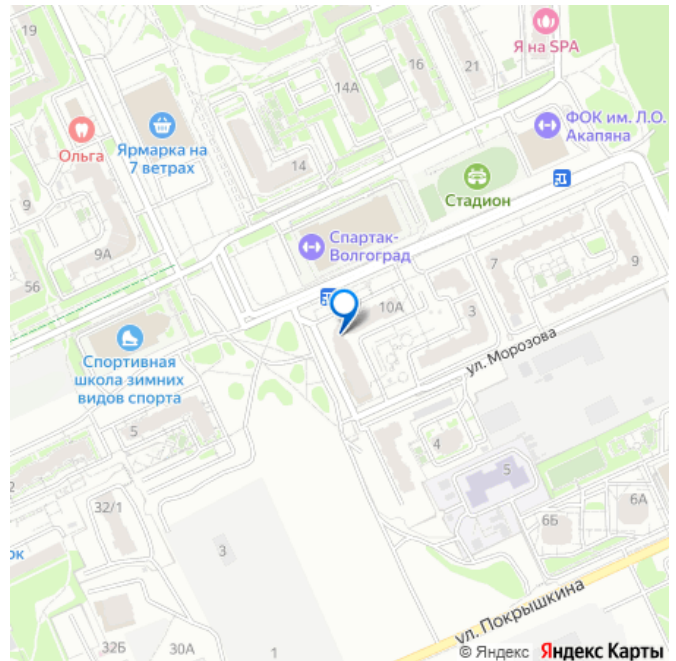 19
Я на SPA
16
21
14А
ФОК им. Л.О.
Акапяна
Ольга
Ярмарка на
7 ветрах
14
Стадион
9
Спартак-
Волгоград
9А
7
9
56
10А
3
Спортивная
школа зимних
видов спорта
ул. Морозова
5
4
2
5
32/1
6Б
6А
ок
3
ул. Покрышкина
32Б
30А
1
© Яндекс Яндекс Карты